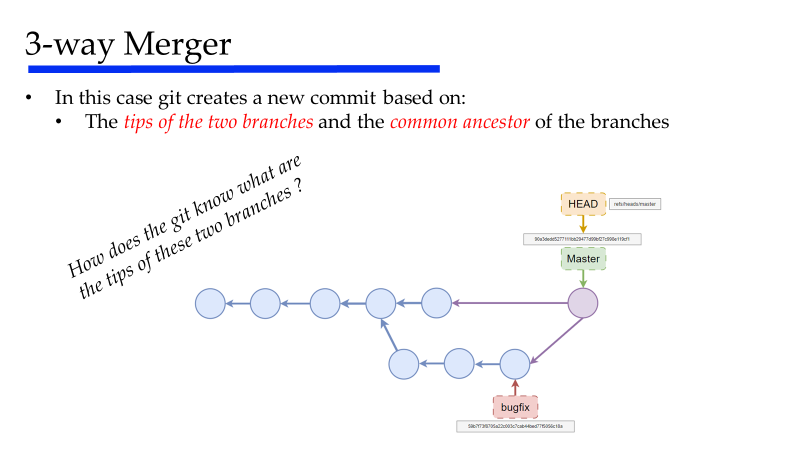 3-way Merger
• In this case git creates a new commit based on:
• The tips of the two branches and the common ancestor of the branches
How does the git know what are
the tips of these two branches ?
HEAD
refs/heads/master
Master
bugfix